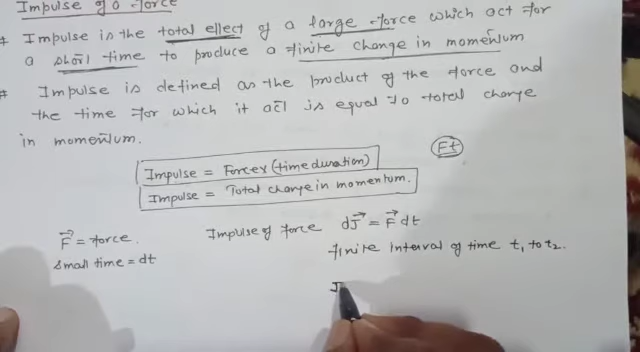 Impulse of a force
* Impulse is the total effect of a large force which act for
a short time to produce a finite change in momentum
* Impulse is defined as the product of the force and
the time for which it act is equal to total change
in momentum.
Ft
Impulse = Force x (time duration)
Impulse = Total change in momentum.
F⃗ = force. Impulse of force dJ⃗ = F⃗ dt
small time = dt finite interval of time t₁ to t₂.
J